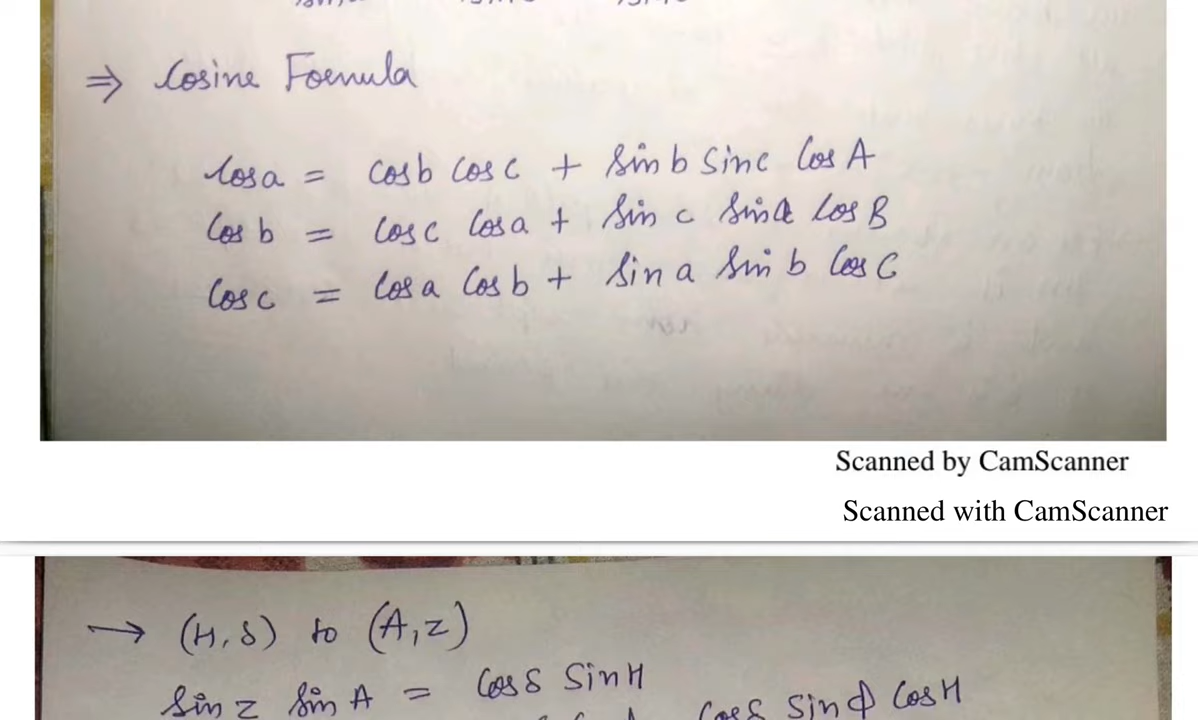 ⇒ Cosine Formula
cos a = cos b cos c + sin b sin c cos A
cos b = cos c cos a + sin c sin a cos B
cos c = cos a cos b + sin a sin b cos C
Scanned by CamScanner
Scanned with CamScanner
→ (H, δ) to (A, z)
sin z sin A = cos δ sin H
cos δ sin ϕ cos H